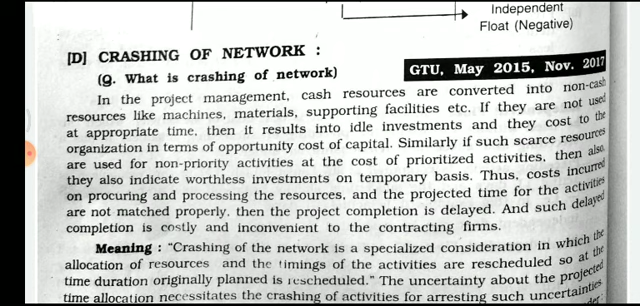 Independent
Float (Negative)
[D] CRASHING OF NETWORK :
(Q. What is crashing of network)
GTU, May 2015, Nov. 2017
In the project management, cash resources are converted into non-cash
resources like machines, materials, supporting facilities etc. If they are not used
at appropriate time, then it results into idle investments and they cost to the
organization in terms of opportunity cost of capital. Similarly if such scarce resources
are used for non-priority activities at the cost of prioritized activities, then also,
they also indicate worthless investments on temporary basis. Thus, costs incurred
on procuring and processing the resources, and the projected time for the activities
are not matched properly, then the project completion is delayed. And such delayed
completion is costly and inconvenient to the contracting firms.
Meaning : "Crashing of the network is a specialized consideration in which the
allocation of resources and the timings of the activities are rescheduled so at the
time duration originally planned is rescheduled." The uncertainty about the projected
time allocation necessitates the crashing of activities for arresting such uncertainties